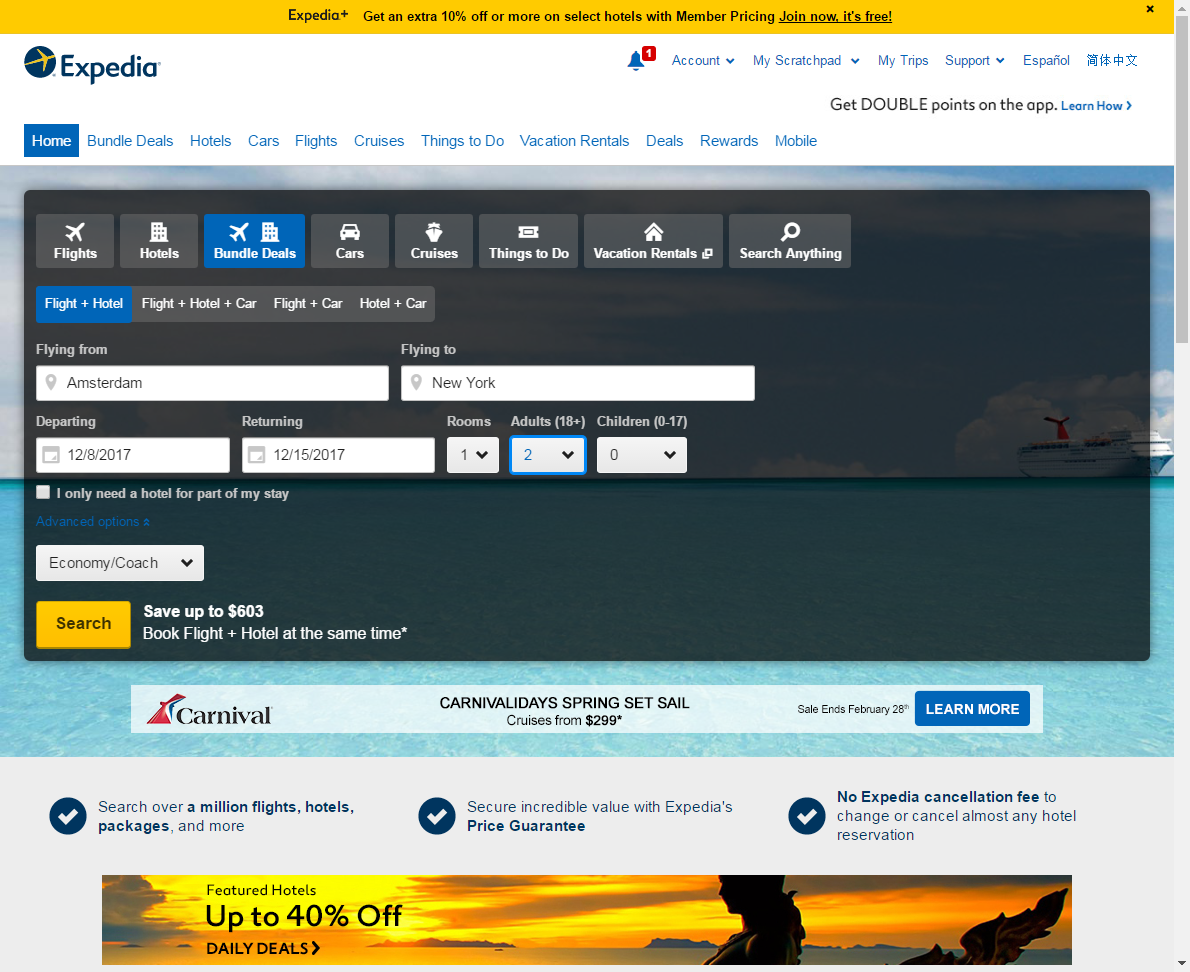 Expedia+ Get an extra 10% off or more on select hotels with Member Pricing Join now, it's free!
Expedia
1 Account My Scratchpad My Trips Support Español 简体中文
Get DOUBLE points on the app. Learn How
Home Bundle Deals Hotels Cars Flights Cruises Things to Do Vacation Rentals Deals Rewards Mobile
Flights Hotels Bundle Deals Cars Cruises Things to Do Vacation Rentals Search Anything
Flight + Hotel Flight + Hotel + Car Flight + Car Hotel + Car
Flying from Flying to
Amsterdam New York
Departing Returning Rooms Adults (18+) Children (0-17)
12/8/2017 12/15/2017 1 2 0
I only need a hotel for part of my stay
Advanced options
Economy/Coach
Search
Save up to $603
Book Flight + Hotel at the same time*
Carnival
CARNIVALIDAYS SPRING SET SAIL
Cruises from $299*
Sale Ends February 28th
LEARN MORE
Search over a million flights, hotels,
packages, and more
Secure incredible value with Expedia's
Price Guarantee
No Expedia cancellation fee to
change or cancel almost any hotel
reservation
Featured Hotels
Up to 40% Off
DAILY DEALS